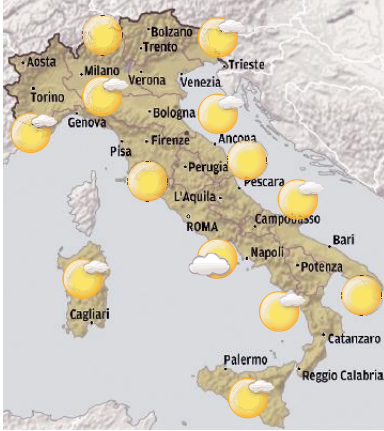 Bolzano
Trento
Aosta
Milano
Verona
Venezia
Trieste
Torino
Genova
Bologna
Pisa
Firenze
Ancona
Perugia
Pescara
L'Aquila
ROMA
Campobasso
Bari
Napoli
Potenza
Cagliari
Catanzaro
Palermo
Reggio Calabria